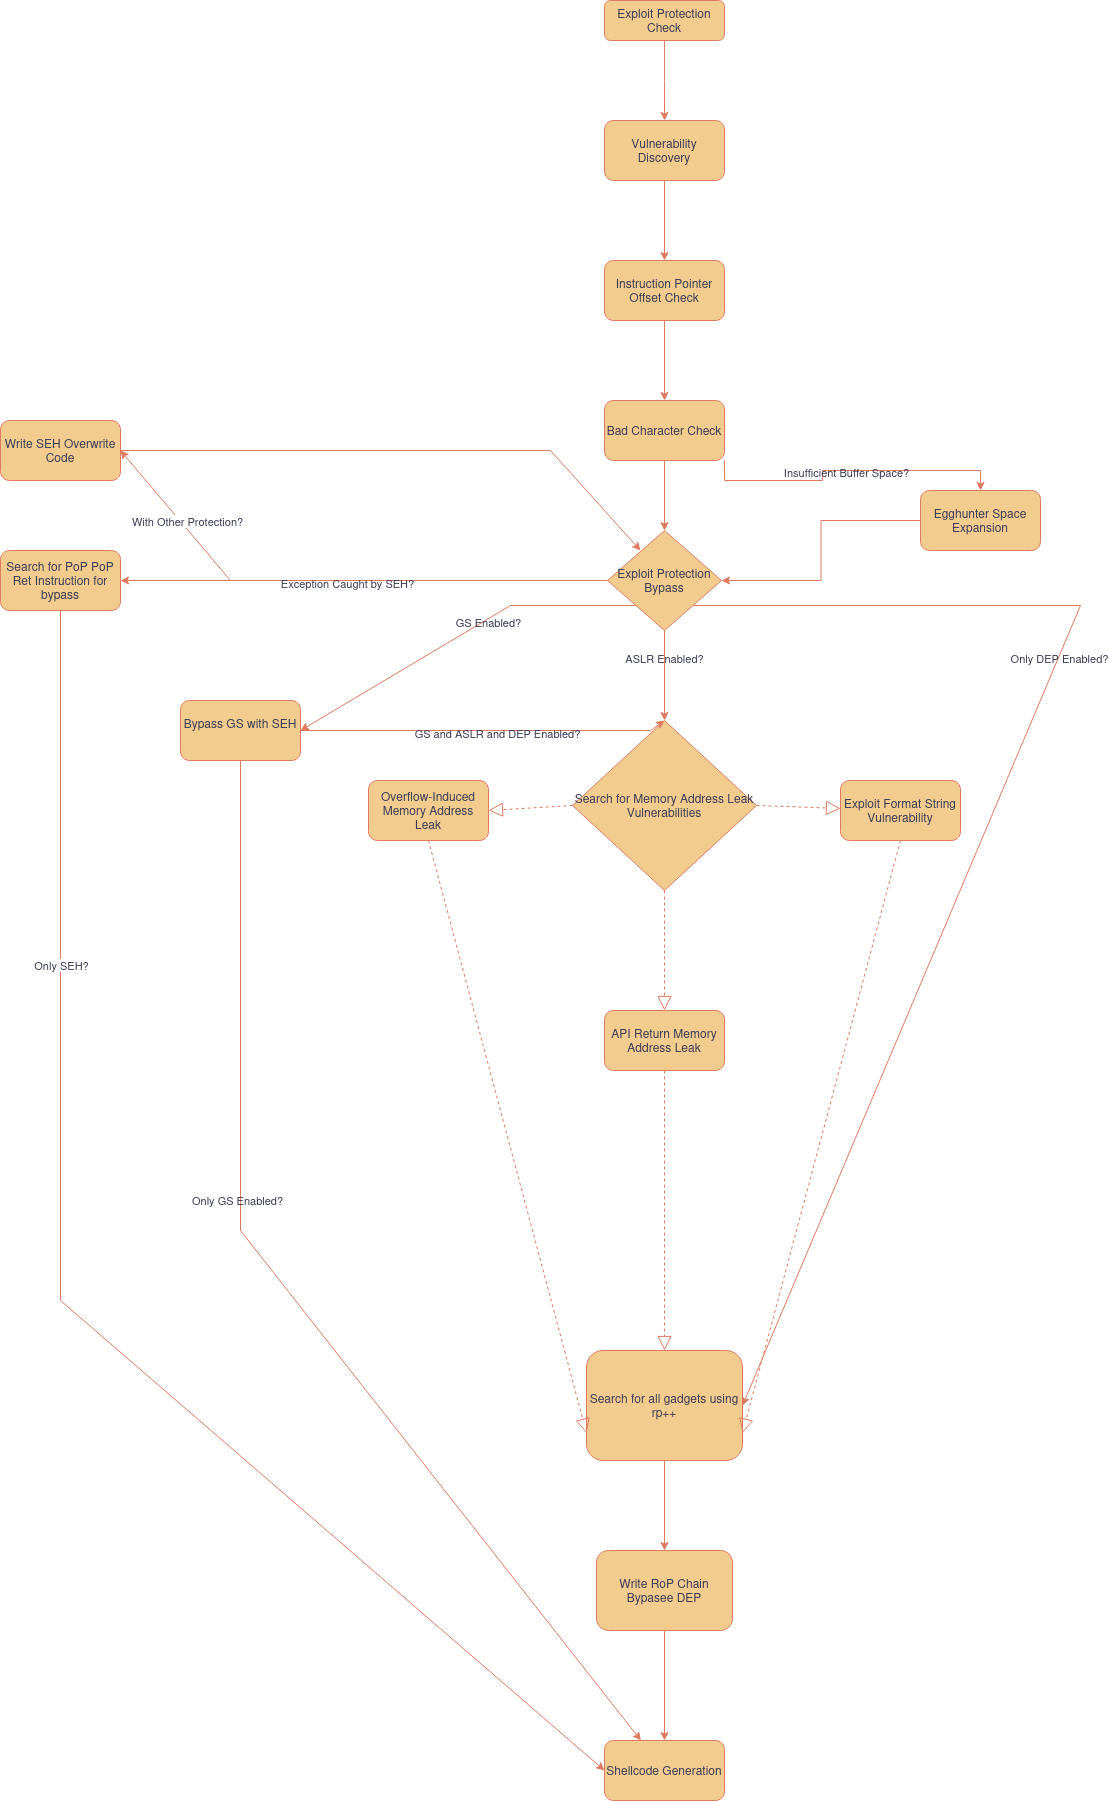 Exploit Protection
Check
Vulnerability
Discovery
Instruction Pointer
Offset Check
Bad Character Check
Write SEH Overwrite
Code
Insufficient Buffer Space?
Egghunter Space
Expansion
With Other Protection?
Search for PoP PoP
Ret Instruction for
bypass
Exception Caught by SEH?
Exploit Protection
Bypass
GS Enabled?
ASLR Enabled?
Only DEP Enabled?
Bypass GS with SEH
GS and ASLR and DEP Enabled?
Overflow-Induced
Memory Address
Leak
Search for Memory Address Leak
Vulnerabilities
Exploit Format String
Vulnerability
Only SEH?
API Return Memory
Address Leak
Only GS Enabled?
Search for all gadgets using
rp++
Write RoP Chain
Bypasee DEP
Shellcode Generation